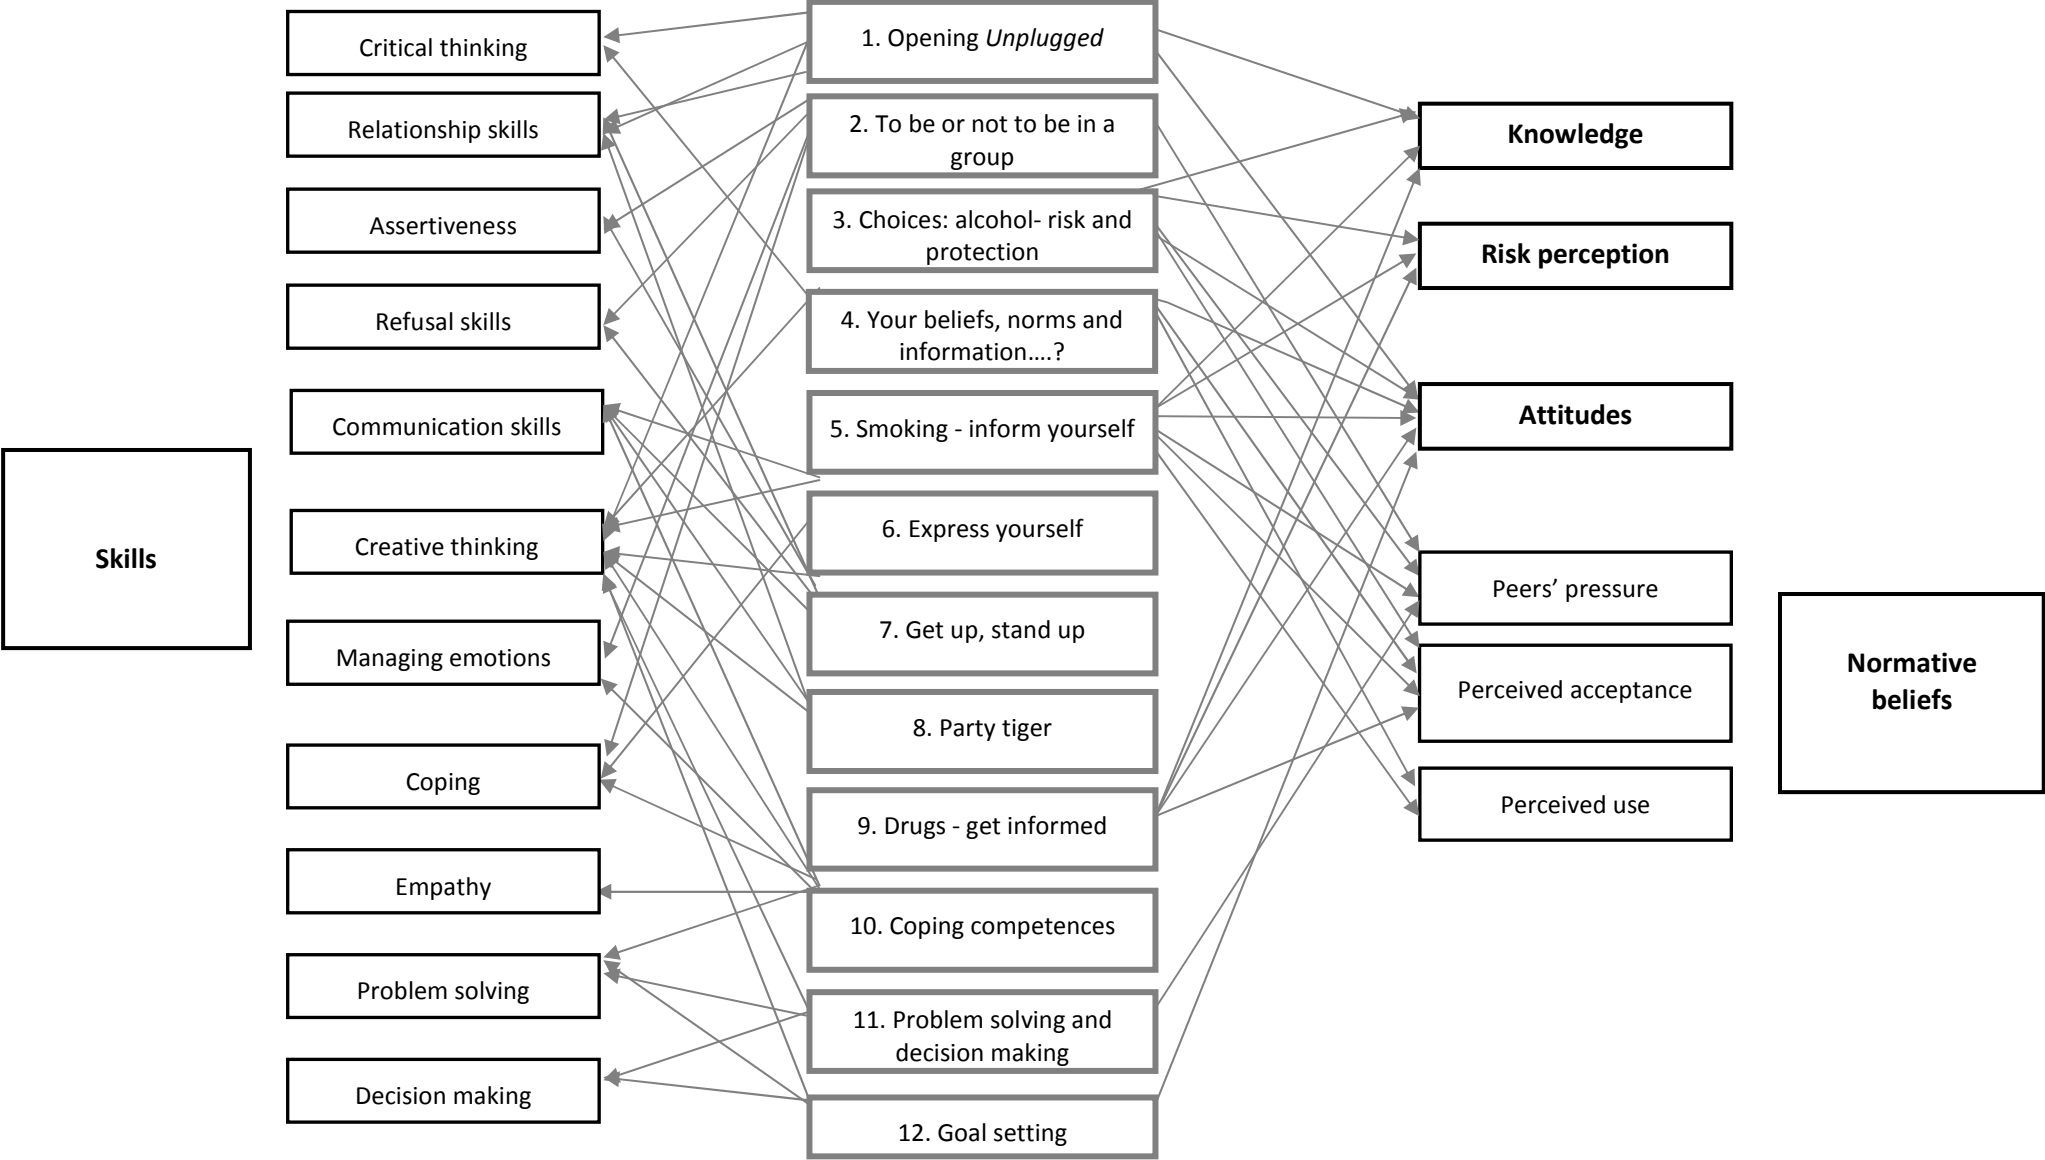 Skills
Critical thinking
Relationship skills
Assertiveness
Refusal skills
Communication skills
Creative thinking
Managing emotions
Coping
Empathy
Problem solving
Decision making
1. Opening Unplugged
2. To be or not to be in a
group
3. Choices: alcohol- risk and
protection
4. Your beliefs, norms and
information....?
5. Smoking - inform yourself
6. Express yourself
7. Get up, stand up
8. Party tiger
9. Drugs - get informed
10. Coping competences
11. Problem solving and
decision making
12. Goal setting
Knowledge
Risk perception
Attitudes
Peers’ pressure
Perceived acceptance
Perceived use
Normative
beliefs